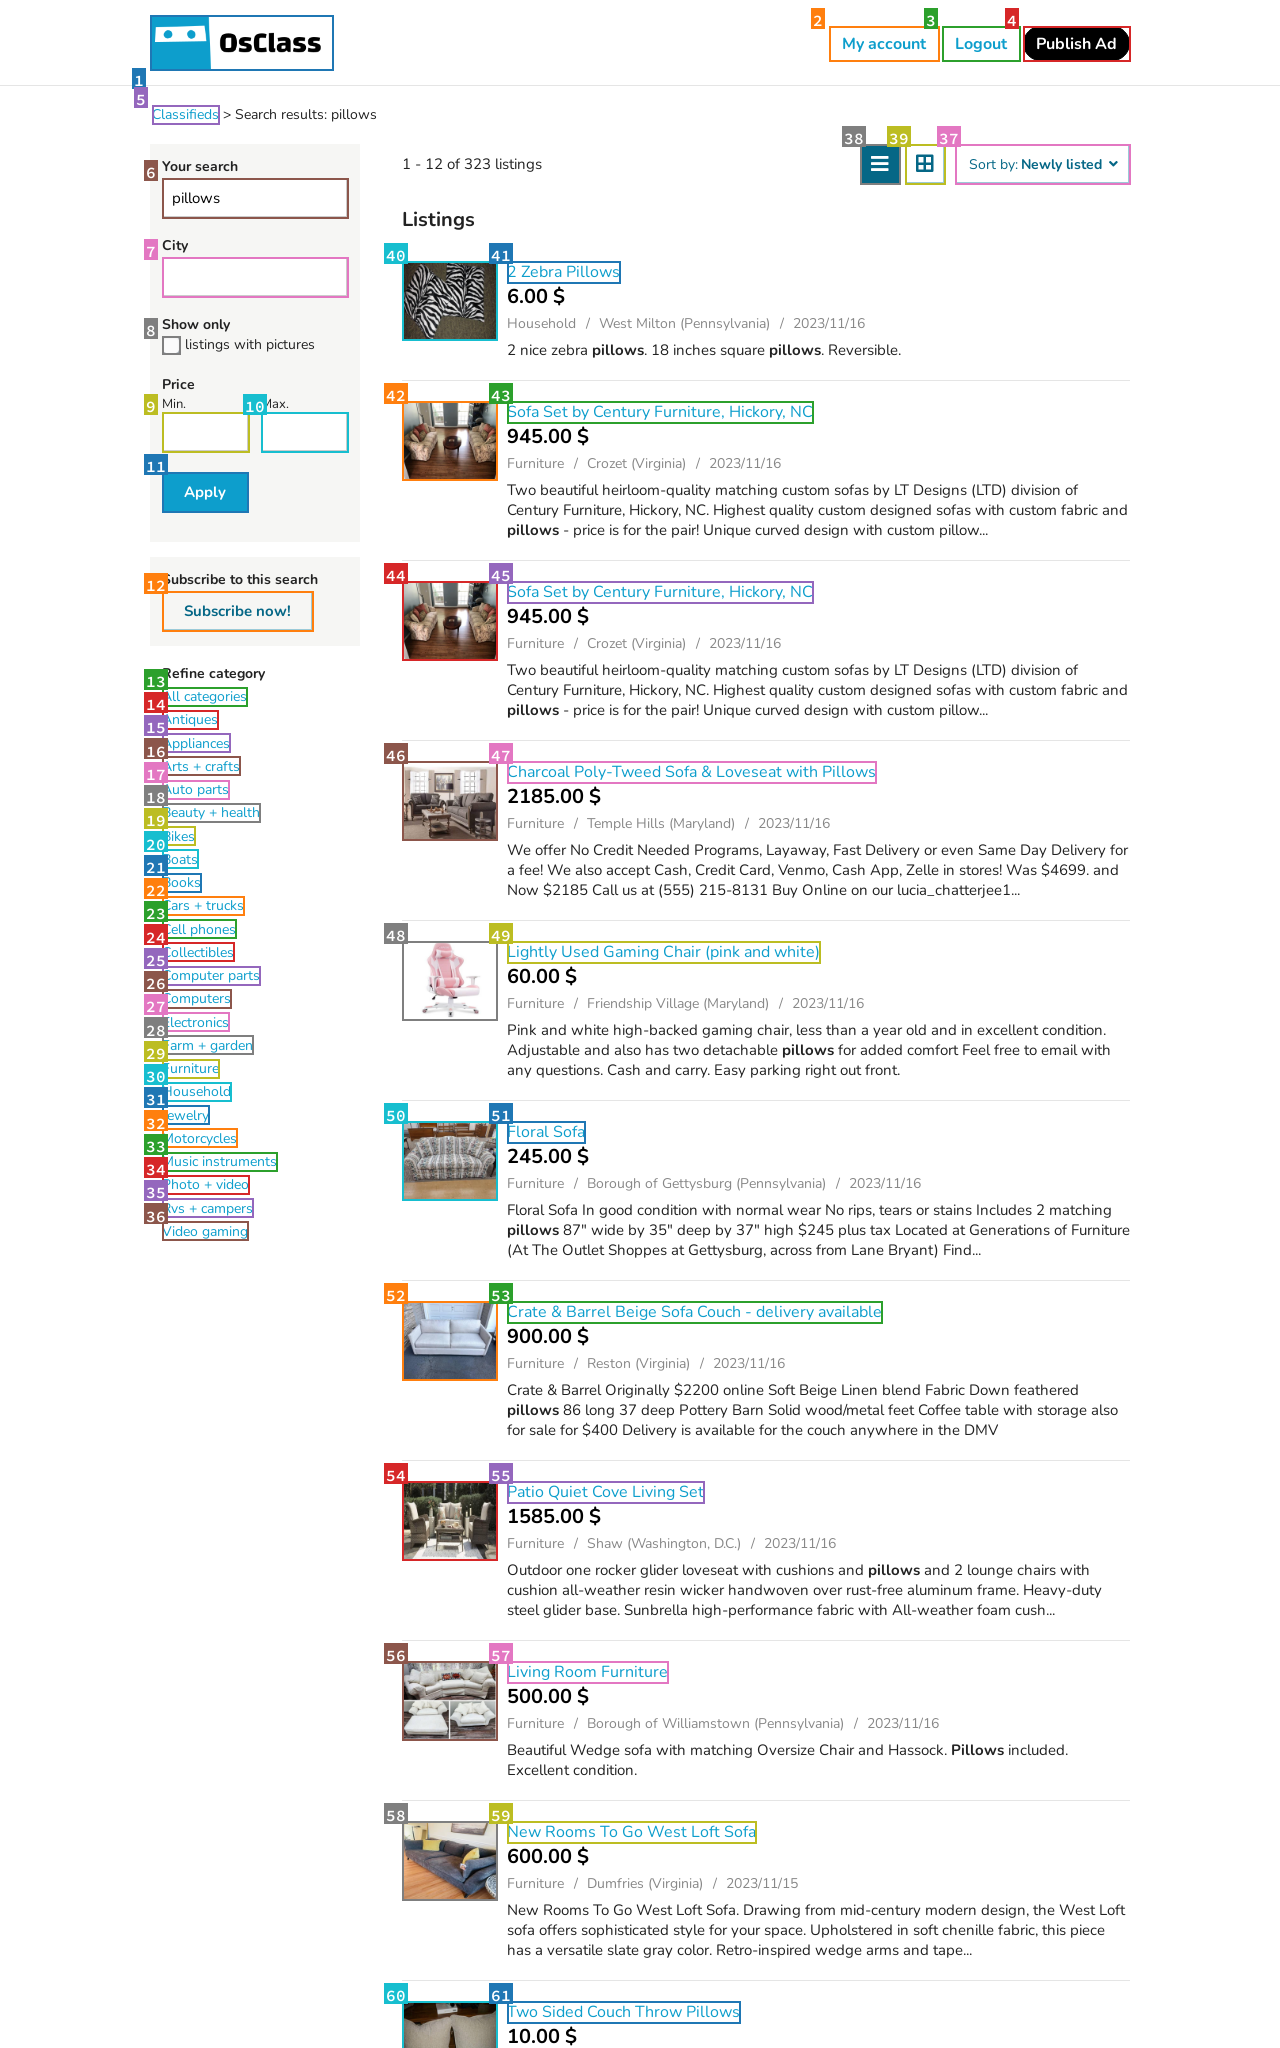 OsClass
2 My account
3 Logout
4 Publish Ad
1
5 Classifieds > Search results: pillows
6 Your search
pillows
7 City
8 Show only
listings with pictures
Price
9 Min.
10 Max.
11 Apply
12 Subscribe to this search
Subscribe now!
Refine category
13 All categories
14 Antiques
15 Appliances
16 Arts + crafts
17 Auto parts
18 Beauty + health
19 Bikes
20 Boats
21 Books
22 Cars + trucks
23 Cell phones
24 Collectibles
25 Computer parts
26 Computers
27 Electronics
28 Farm + garden
29 Furniture
30 Household
31 Jewelry
32 Motorcycles
33 Music instruments
34 Photo + video
35 Rvs + campers
36 Video gaming
1 - 12 of 323 listings
38 39 37 Sort by: Newly listed
Listings
40 41 2 Zebra Pillows
6.00 $
Household / West Milton (Pennsylvania) / 2023/11/16
2 nice zebra pillows. 18 inches square pillows. Reversible.
42 43 Sofa Set by Century Furniture, Hickory, NC
945.00 $
Furniture / Crozet (Virginia) / 2023/11/16
Two beautiful heirloom-quality matching custom sofas by LT Designs (LTD) division of
Century Furniture, Hickory, NC. Highest quality custom designed sofas with custom fabric and
pillows - price is for the pair! Unique curved design with custom pillow...
44 45 Sofa Set by Century Furniture, Hickory, NC
945.00 $
Furniture / Crozet (Virginia) / 2023/11/16
Two beautiful heirloom-quality matching custom sofas by LT Designs (LTD) division of
Century Furniture, Hickory, NC. Highest quality custom designed sofas with custom fabric and
pillows - price is for the pair! Unique curved design with custom pillow...
46 47 Charcoal Poly-Tweed Sofa & Loveseat with Pillows
2185.00 $
Furniture / Temple Hills (Maryland) / 2023/11/16
We offer No Credit Needed Programs, Layaway, Fast Delivery or even Same Day Delivery for
a fee! We also accept Cash, Credit Card, Venmo, Cash App, Zelle in stores! Was $4699. and
Now $2185 Call us at (555) 215-8131 Buy Online on our lucia_chatterjee1...
48 49 Lightly Used Gaming Chair (pink and white)
60.00 $
Furniture / Friendship Village (Maryland) / 2023/11/16
Pink and white high-backed gaming chair, less than a year old and in excellent condition.
Adjustable and also has two detachable pillows for added comfort Feel free to email with
any questions. Cash and carry. Easy parking right out front.
50 51 Floral Sofa
245.00 $
Furniture / Borough of Gettysburg (Pennsylvania) / 2023/11/16
Floral Sofa In good condition with normal wear No rips, tears or stains Includes 2 matching
pillows 87" wide by 35" deep by 37" high $245 plus tax Located at Generations of Furniture
(At The Outlet Shoppes at Gettysburg, across from Lane Bryant) Find...
52 53 Crate & Barrel Beige Sofa Couch - delivery available
900.00 $
Furniture / Reston (Virginia) / 2023/11/16
Crate & Barrel Originally $2200 online Soft Beige Linen blend Fabric Down feathered
pillows 86 long 37 deep Pottery Barn Solid wood/metal feet Coffee table with storage also
for sale for $400 Delivery is available for the couch anywhere in the DMV
54 55 Patio Quiet Cove Living Set
1585.00 $
Furniture / Shaw (Washington, D.C.) / 2023/11/16
Outdoor one rocker glider loveseat with cushions and pillows and 2 lounge chairs with
cushion all-weather resin wicker handwoven over rust-free aluminum frame. Heavy-duty
steel glider base. Sunbrella high-performance fabric with All-weather foam cush...
56 57 Living Room Furniture
500.00 $
Furniture / Borough of Williamstown (Pennsylvania) / 2023/11/16
Beautiful Wedge sofa with matching Oversize Chair and Hassock. Pillows included.
Excellent condition.
58 59 New Rooms To Go West Loft Sofa
600.00 $
Furniture / Dumfries (Virginia) / 2023/11/15
New Rooms To Go West Loft Sofa. Drawing from mid-century modern design, the West Loft
sofa offers sophisticated style for your space. Upholstered in soft chenille fabric, this piece
has a versatile slate gray color. Retro-inspired wedge arms and tape...
60 61 Two Sided Couch Throw Pillows
10.00 $